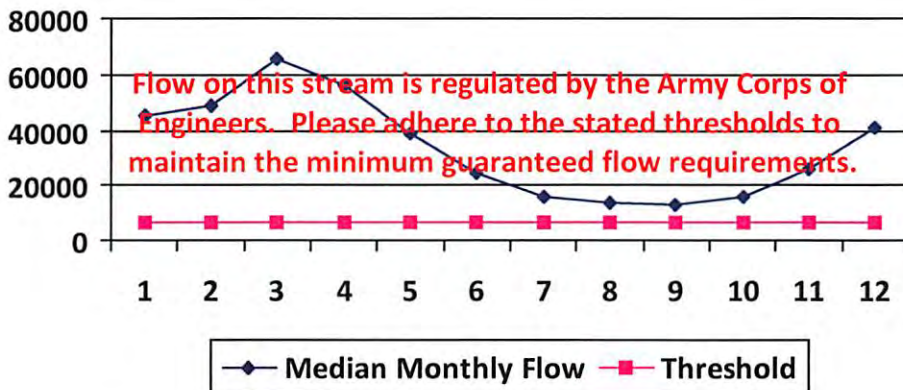 80000
60000
40000
20000
0
Flow on this stream is regulated by the Army Corps of
Engineers. Please adhere to the stated thresholds to
maintain the minimum guaranteed flow requirements.
1 2 3 4 5 6 7 8 9 10 11 12
Median Monthly Flow Threshold